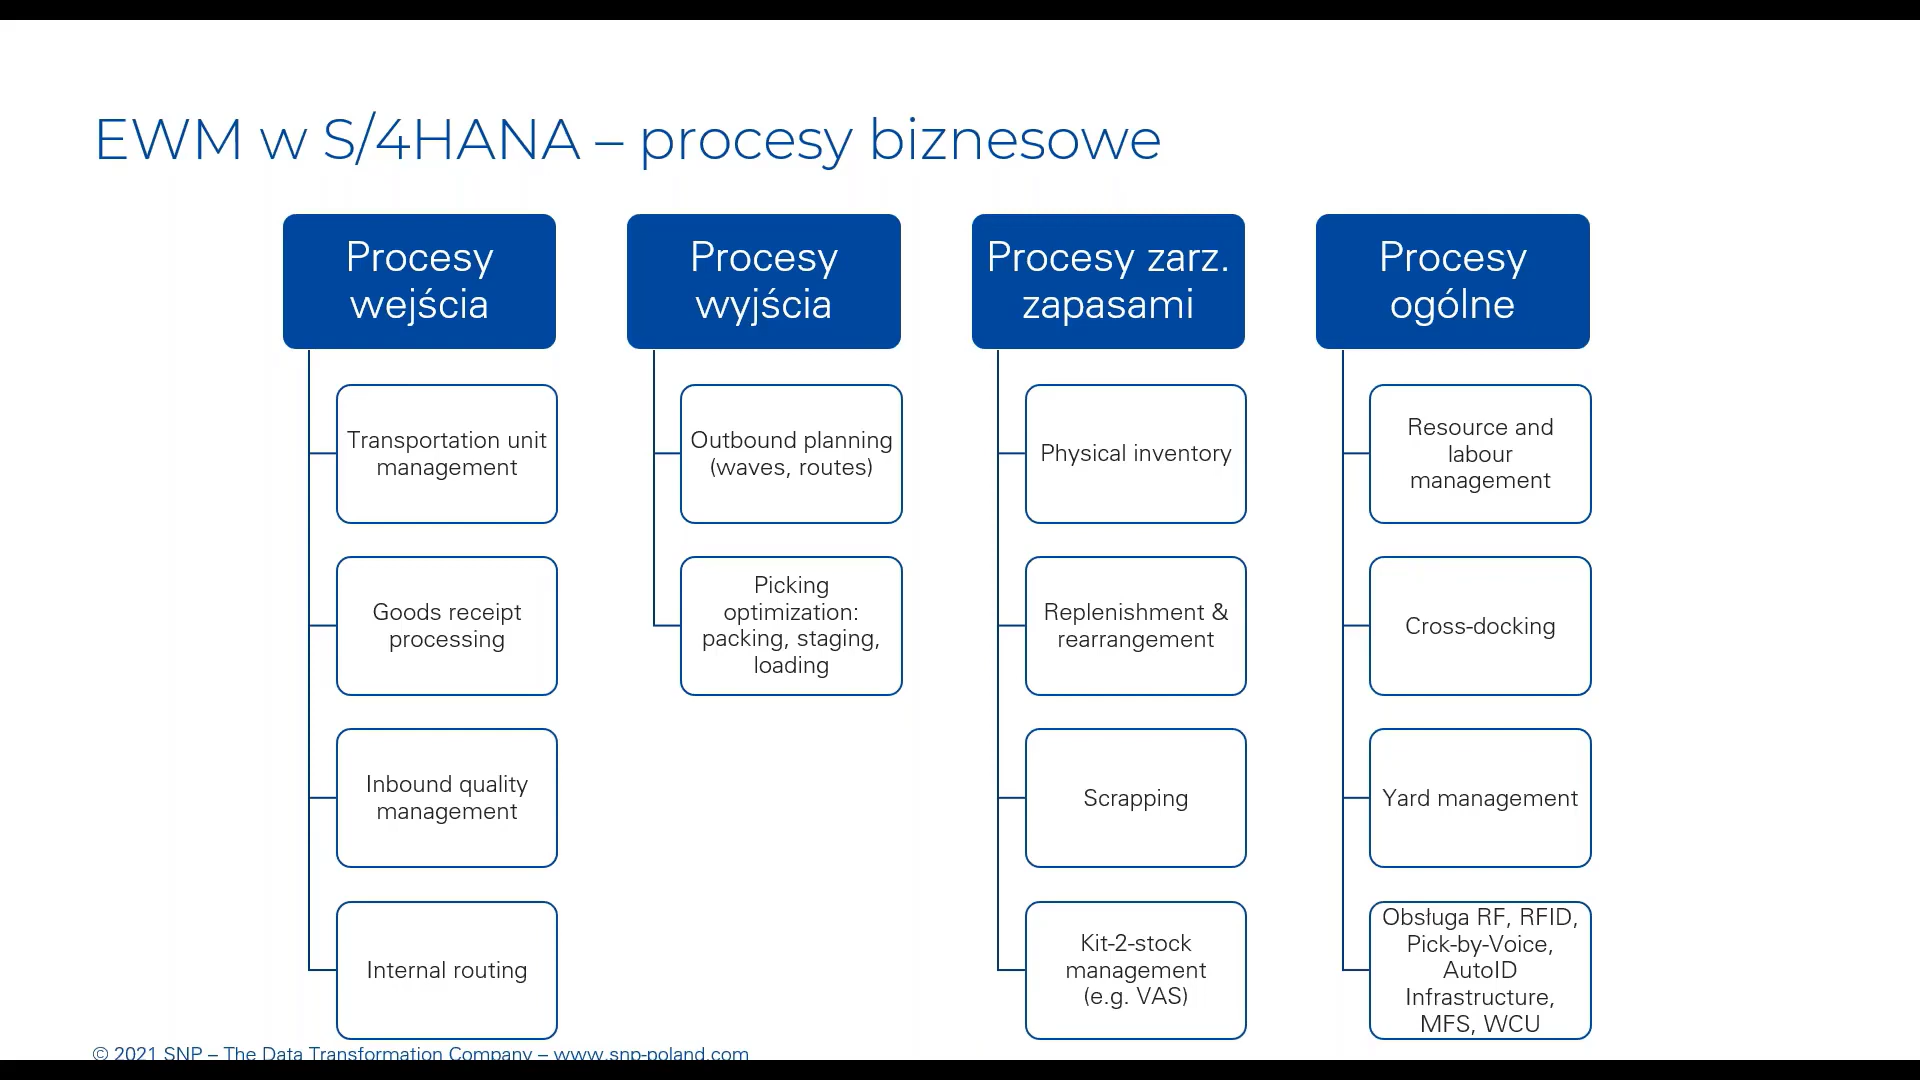 EWM w S/4HANA – procesy biznesowe
Procesy
wejścia
Transportation unit
management
Goods receipt
processing
Inbound quality
management
Internal routing
Procesy
wyjścia
Outbound planning
(waves, routes)
Picking
optimization:
packing, staging,
loading
Procesy zarz.
zapasami
Physical inventory
Replenishment &
rearrangement
Scrapping
Kit-2-stock
management
(e.g. VAS)
Procesy
ogólne
Resource and
labour
management
Cross-docking
Yard management
Obsługa RF, RFID,
Pick-by-Voice,
AutoID
Infrastructure,
MFS, WCU
© 2021 SNP – The Data Transformation Company – www.snp-poland.com